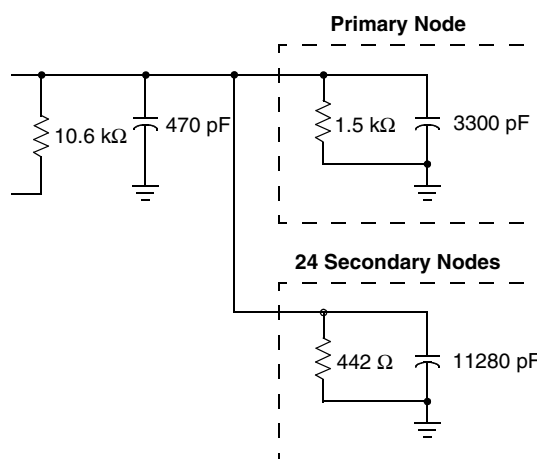 Primary Node
10.6 kΩ
470 pF
1.5 kΩ
3300 pF
24 Secondary Nodes
442 Ω
11280 pF